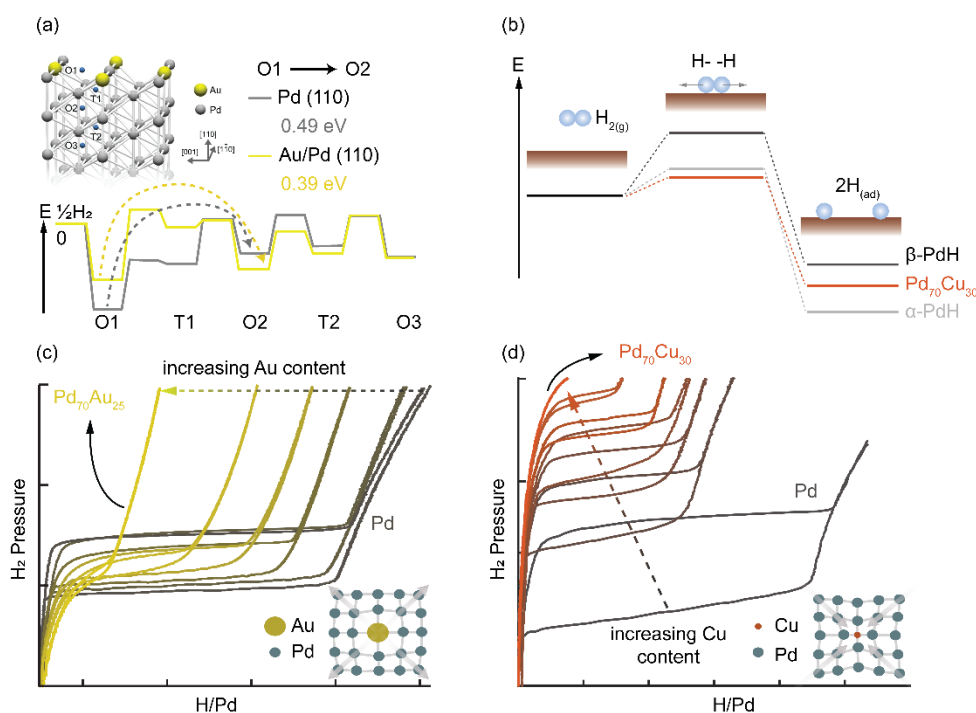 (a)
O1
T1
O2
T2
O3
Au
Pd
[110]
[001]
[11̄0]
O1 → O2
Pd (110)
0.49 eV
Au/Pd (110)
0.39 eV
E ½H₂
0
O1 T1 O2 T2 O3
(b)
E
H- -H
H₂(g)
2H(ad)
β-PdH
Pd₇₀Cu₃₀
α-PdH
(c)
increasing Au content
Pd₇₀Au₂₅
Pd
Au
Pd
H₂ Pressure
H/Pd
(d)
Pd₇₀Cu₃₀
Pd
increasing Cu
content
Cu
Pd
H₂ Pressure
H/Pd